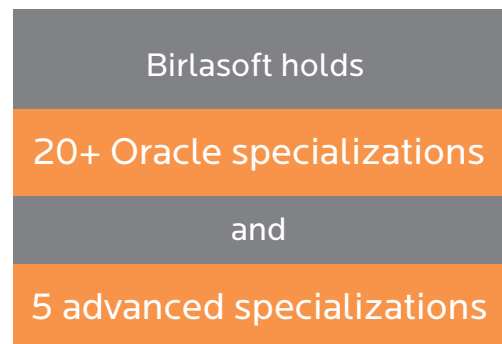 Birlasoft holds
20+ Oracle specializations
and
5 advanced specializations